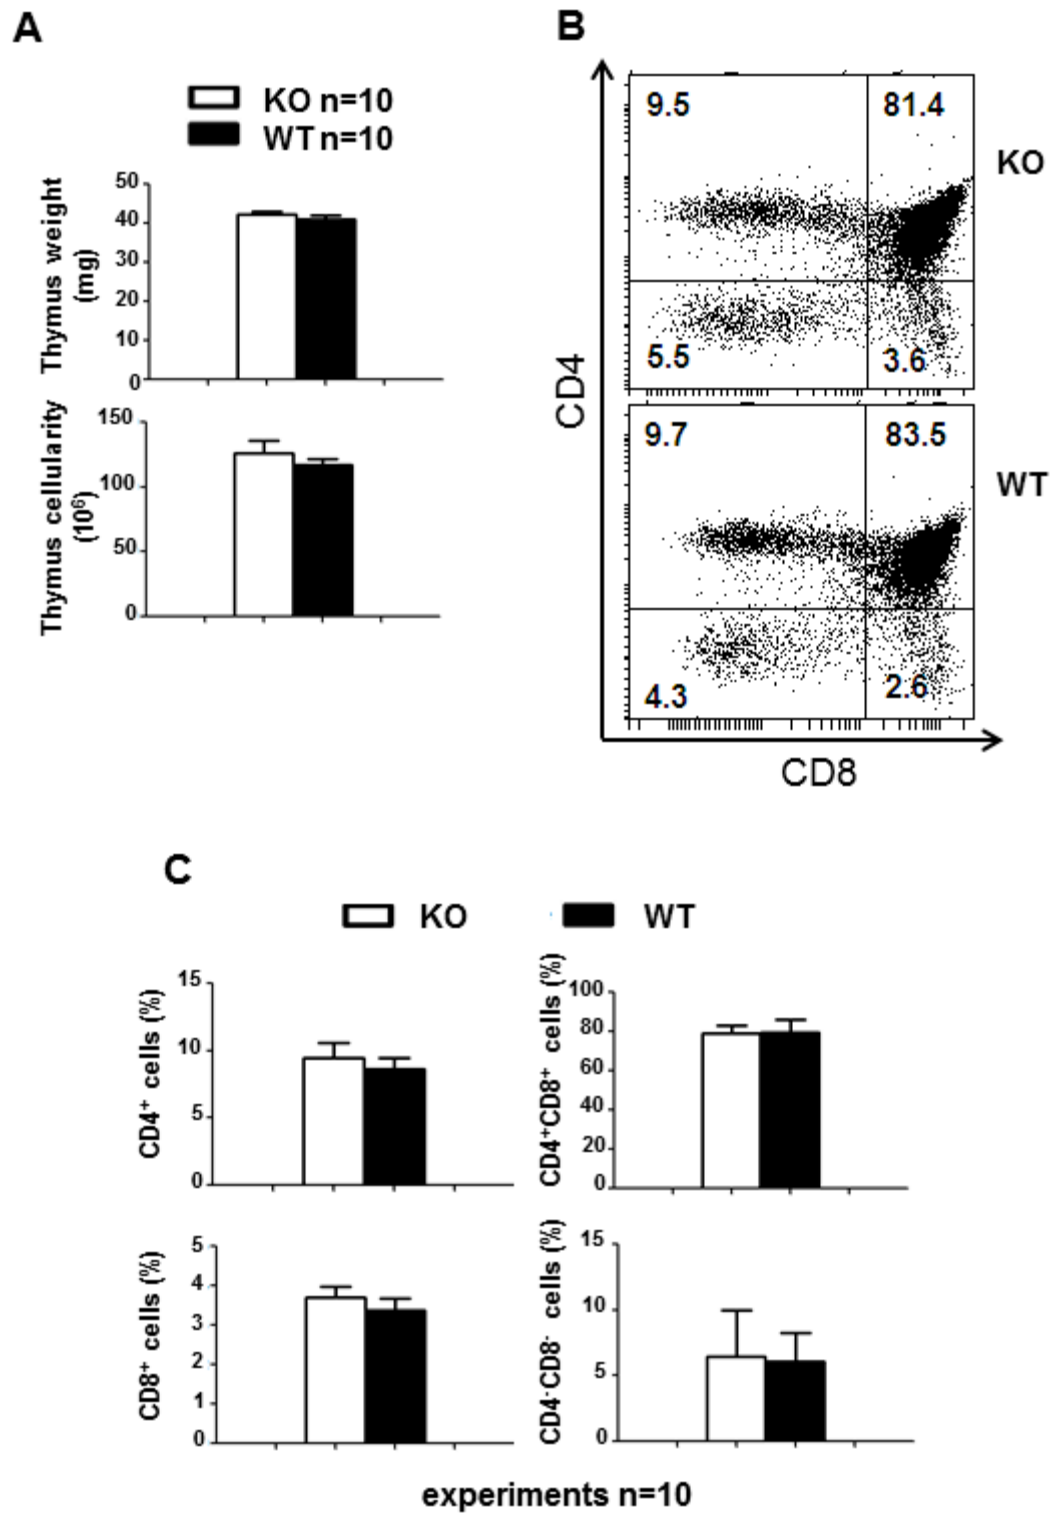 A
KO n=10
WT n=10
Thymus weight
(mg)
50
40
30
20
10
0
Thymus cellularity
(10⁶)
150
100
50
0
B
CD4
9.5
81.4
5.5
3.6
KO
9.7
83.5
4.3
2.6
WT
CD8
C
KO
WT
CD4⁺ cells (%)
15
10
5
0
CD4⁺CD8⁺ cells (%)
100
80
60
40
20
0
CD8⁺ cells (%)
5
4
3
2
1
0
CD4⁻CD8⁻ cells (%)
15
10
5
0
experiments n=10